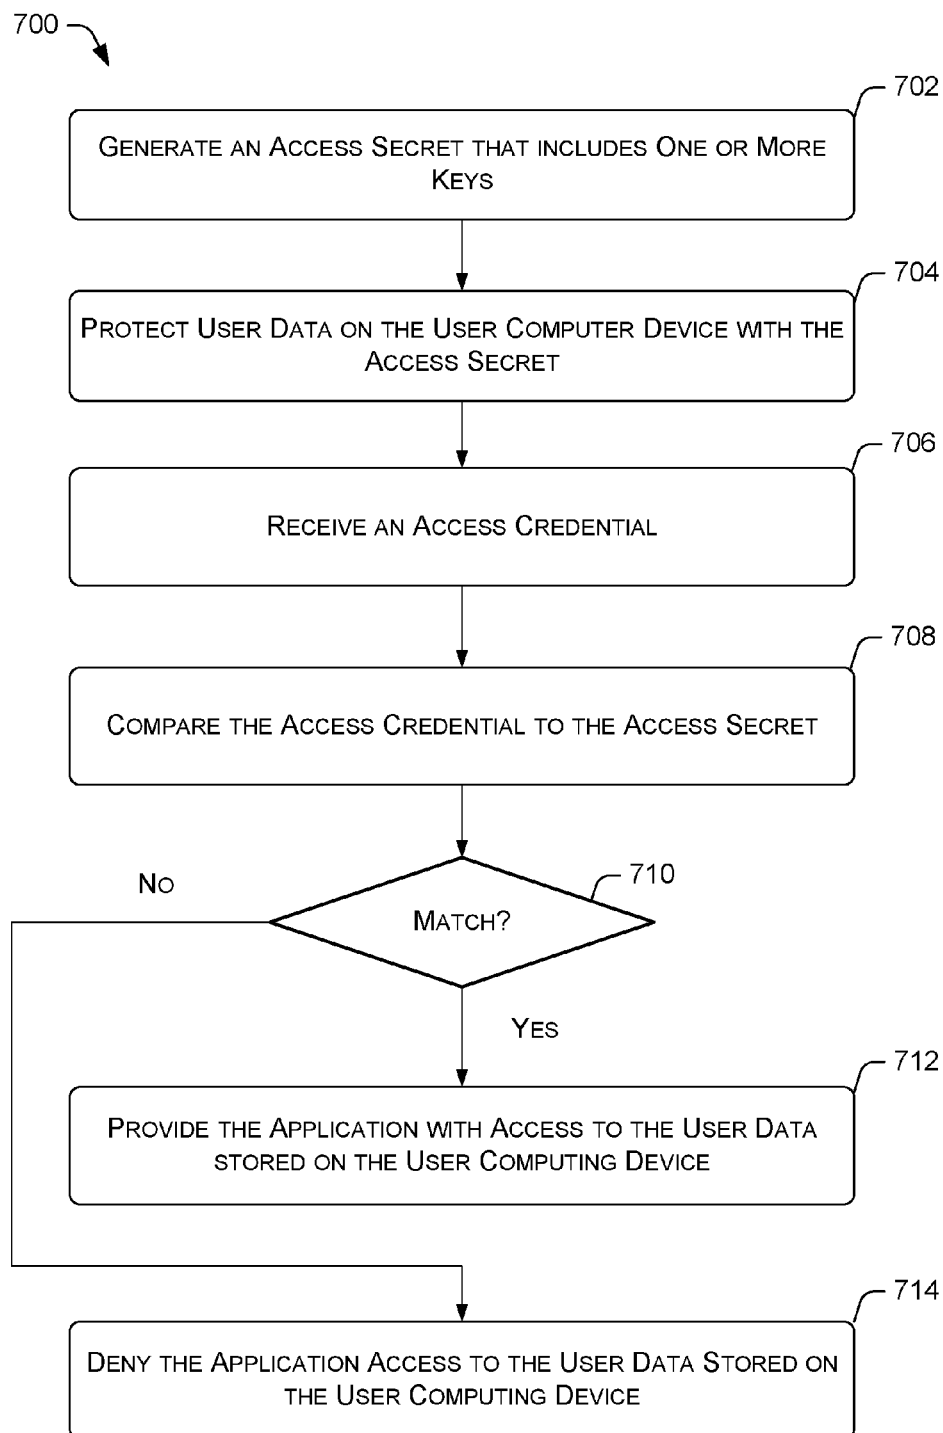 700
702
GENERATE AN ACCESS SECRET THAT INCLUDES ONE OR MORE
KEYS
704
PROTECT USER DATA ON THE USER COMPUTER DEVICE WITH THE
ACCESS SECRET
706
RECEIVE AN ACCESS CREDENTIAL
708
COMPARE THE ACCESS CREDENTIAL TO THE ACCESS SECRET
710
NO
MATCH?
YES
712
PROVIDE THE APPLICATION WITH ACCESS TO THE USER DATA
STORED ON THE USER COMPUTING DEVICE
714
DENY THE APPLICATION ACCESS TO THE USER DATA STORED ON
THE USER COMPUTING DEVICE